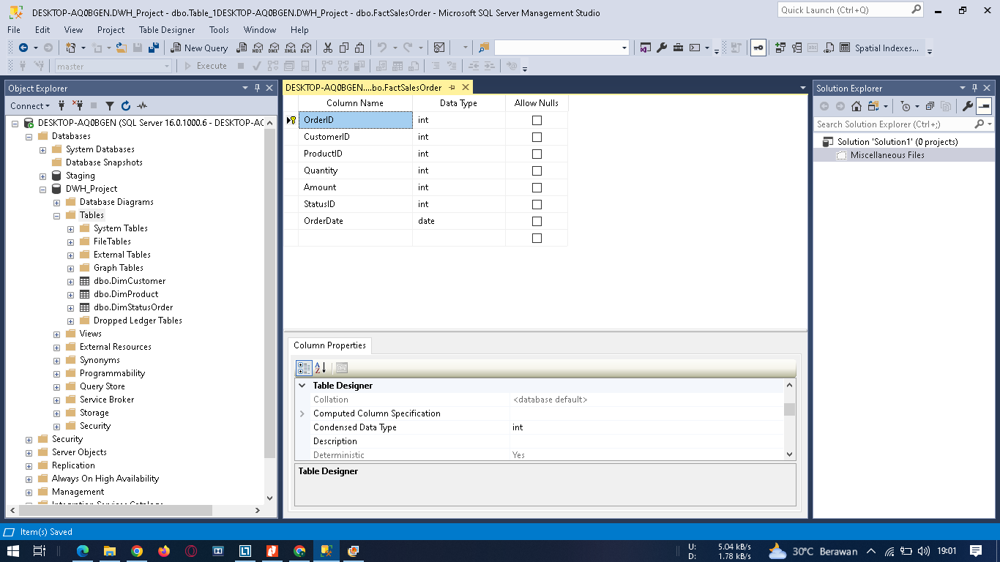 DESKTOP-AQ0BGEN.DWH_Project - dbo.Table_1DESKTOP-AQ0BGEN.DWH_Project - dbo.FactSalesOrder - Microsoft SQL Server Management Studio
Quick Launch (Ctrl+Q)
File Edit View Project Table Designer Tools Window Help
New Query
MDX DMX XMLA DAX
Spatial Indexes...
master
Execute
Object Explorer
Connect
DESKTOP-AQ0BGEN (SQL Server 16.0.1000.6 - DESKTOP-AQ
Databases
System Databases
Database Snapshots
Staging
DWH_Project
Database Diagrams
Tables
System Tables
FileTables
External Tables
Graph Tables
dbo.DimCustomer
dbo.DimProduct
dbo.DimStatusOrder
Dropped Ledger Tables
Views
External Resources
Synonyms
Programmability
Query Store
Service Broker
Storage
Security
Security
Server Objects
Replication
Always On High Availability
Management
DESKTOP-AQ0BGEN....bo.FactSalesOrder
Column Name Data Type Allow Nulls
OrderID int
CustomerID int
ProductID int
Quantity int
Amount int
StatusID int
OrderDate date
Column Properties
Table Designer
Collation <database default>
Computed Column Specification
Condensed Data Type int
Description
Deterministic Yes
Table Designer
Solution Explorer
Search Solution Explorer (Ctrl+;)
Solution 'Solution1' (0 projects)
Miscellaneous Files
Item(s) Saved
U: 5.04 kB/s
D: 1.78 kB/s
30°C Berawan
19:01